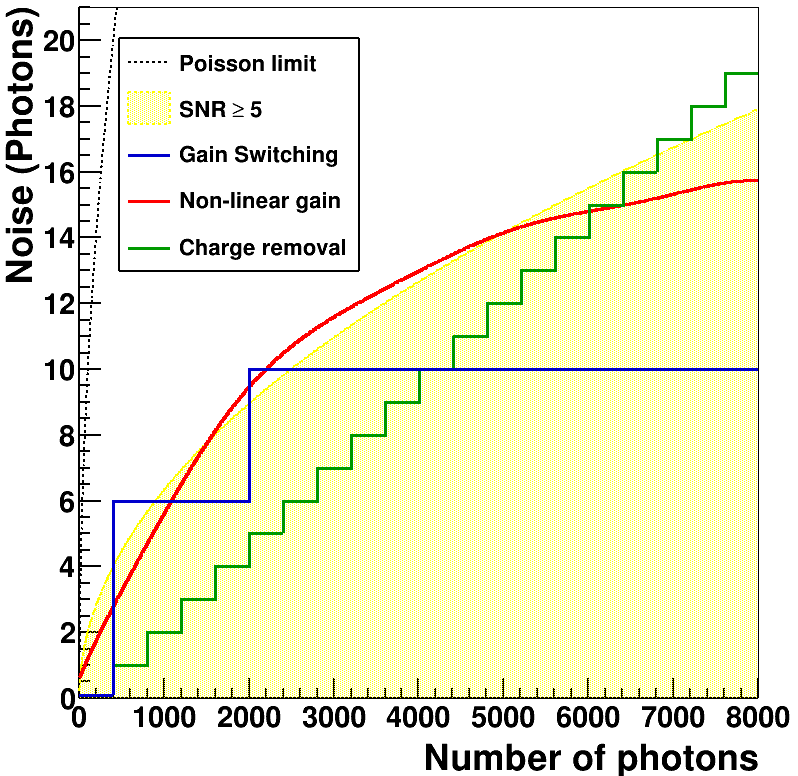 Noise (Photons)
20
18
16
14
12
10
8
6
4
2
0
Poisson limit
SNR ≥ 5
Gain Switching
Non-linear gain
Charge removal
0 1000 2000 3000 4000 5000 6000 7000 8000
Number of photons